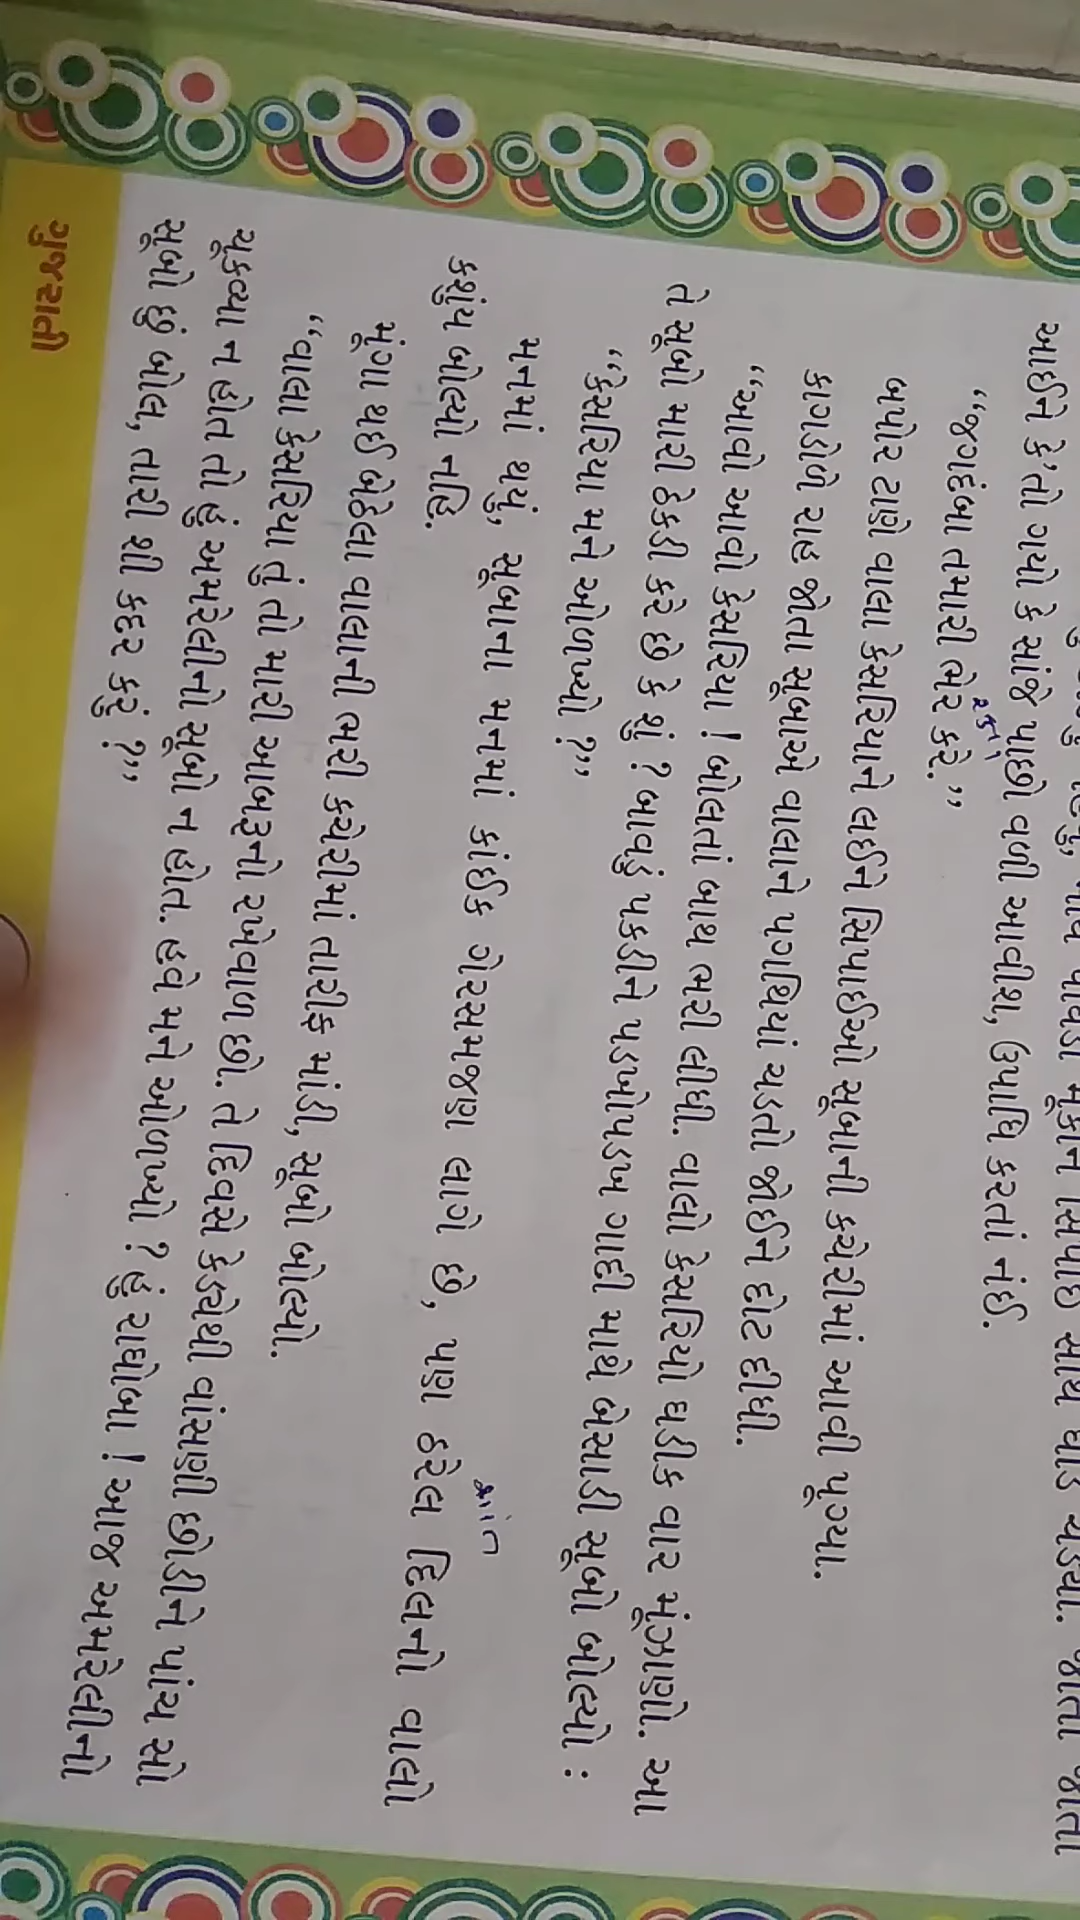 સિપાઈ સાથે ઘોડે ચડ્યો. જાતા જાતા
આઈને કે'તો ગયો કે સાંજે પાછો વળી આવીશ, ઉપાધિ કરતાં નંઈ.
રક્ષા
“જગદંબા તમારી ભેર કરે.”
બપોર ટાણે વાલા કેસરિયાને લઈને સિપાઈઓ સૂબાની કચેરીમાં આવી પૂગ્યા.
કાગડોળે રાહ જોતા સૂબાએ વાલાને પગથિયાં ચડતો જોઈને દોટ દીધી.
“આવો આવો કેસરિયા ! બોલતાં બાથ ભરી લીધી. વાલો કેસરિયો ઘડીક વાર મૂંઝાણો. આ
તે સૂબો મારી ઠેકડી કરે છે કે શું ? બાવડું પકડીને પડખોપડખ ગાદી માથે બેસાડી સૂબો બોલ્યો :
“કેસરિયા મને ઓળખ્યો ?”
મનમાં થયું, સૂબાના મનમાં કાંઈક ગેરસમજણ લાગે છે, પણ ઠરેલ દિલનો વાલો
શાંત
કશુંય બોલ્યો નહિ.
મૂંગા થઈ બેઠેલા વાલાની ભરી કચેરીમાં તારીફ માંડી, સૂબો બોલ્યો.
“વાલા કેસરિયા તું તો મારી આબરૂનો રખેવાળ છો. તે દિવસે કેડયેથી વાંસણી છોડીને પાંચ સો
ચૂકવ્યા ન હોત તો હું અમરેલીનો સૂબો ન હોત. હવે મને ઓળખ્યો ? હું રાઘોબા ! આજ અમરેલીનો
સૂબો છું બોલ, તારી શી કદર કરું ?”
ગુજરાતી